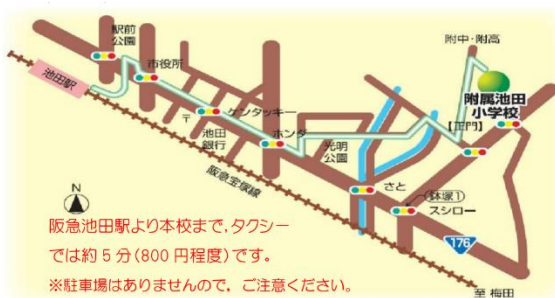 駅前
公園
市役所
池田駅
附中・附高
附属池田
小学校
【正門】
ケンタッキー
〒
池田
銀行
ホンダ
光明
公園
阪急宝塚線
さと
鉢塚1
スシロー
N
176
至 梅田
阪急池田駅より本校まで,タクシー
では約5分(800円程度)です。
※駐車場はありませんので,ご注意ください。